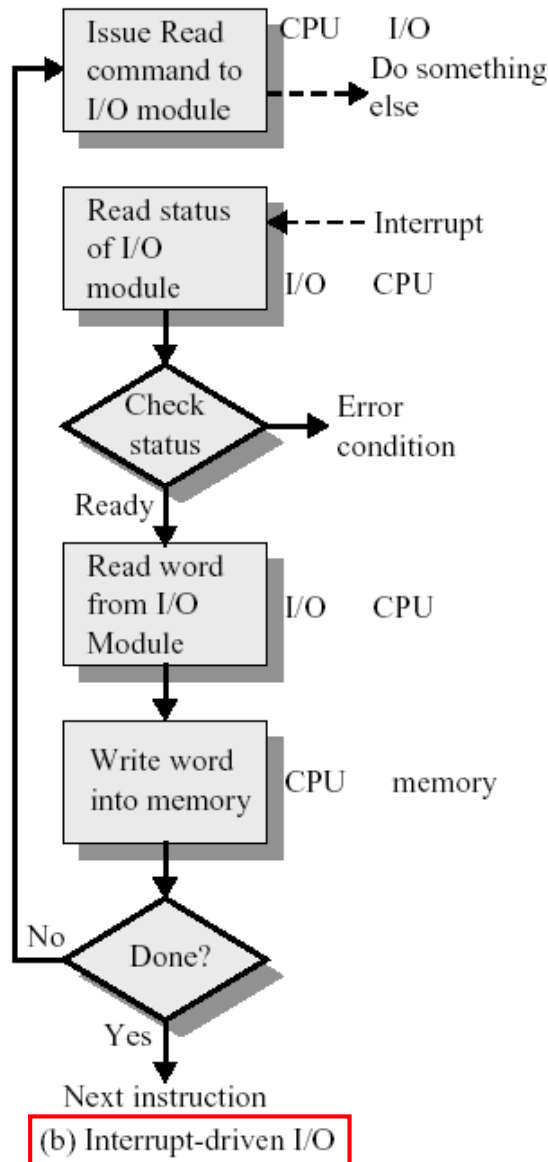 Issue Read
command to
I/O module
CPU I/O
Do something
else
Read status
of I/O
module
Interrupt
I/O CPU
Check
status
Error
condition
Ready
Read word
from I/O
Module
I/O CPU
Write word
into memory
CPU memory
No
Done?
Yes
Next instruction
(b) Interrupt-driven I/O